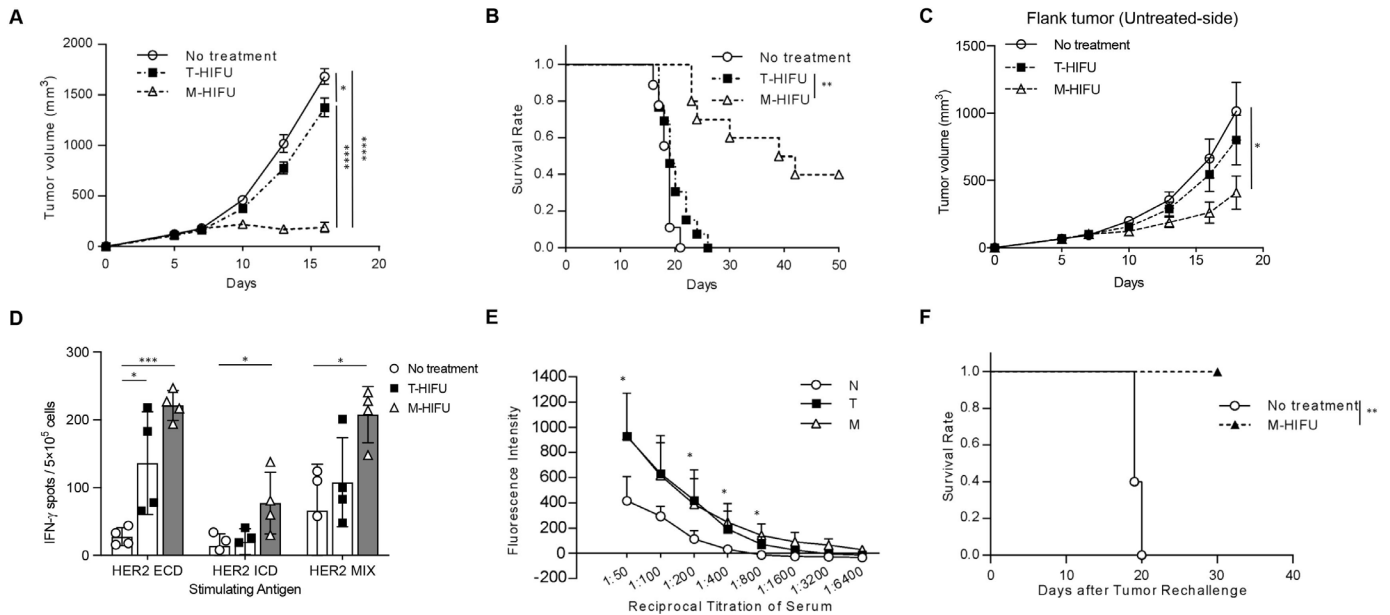 A
Tumor volume (mm³)
2000
1500
1000
500
0
0 5 10 15 20
Days
No treatment
T-HIFU
M-HIFU
*
****
****
B
Survival Rate
1.0
0.8
0.6
0.4
0.2
0.0
0 10 20 30 40 50
Days
No treatment
T-HIFU
M-HIFU
**
C
Flank tumor (Untreated-side)
Tumor volume (mm³)
1500
1000
500
0
0 5 10 15 20
Days
No treatment
T-HIFU
M-HIFU
*
D
IFN-γ spots / 5×10⁵ cells
300
200
100
0
***
*
*
*
HER2 ECD HER2 ICD HER2 MIX
Stimulating Antigen
No treatment
T-HIFU
M-HIFU
E
Fluorescence Intensity
1400
1200
1000
800
600
400
200
0
-200
*
*
*
*
1:50 1:100 1:200 1:400 1:800 1:1600 1:3200 1:6400
Reciprocal Titration of Serum
N
T
M
F
Survival Rate
1.0
0.8
0.6
0.4
0.2
0.0
0 10 20 30 40
Days after Tumor Rechallenge
No treatment
M-HIFU
**